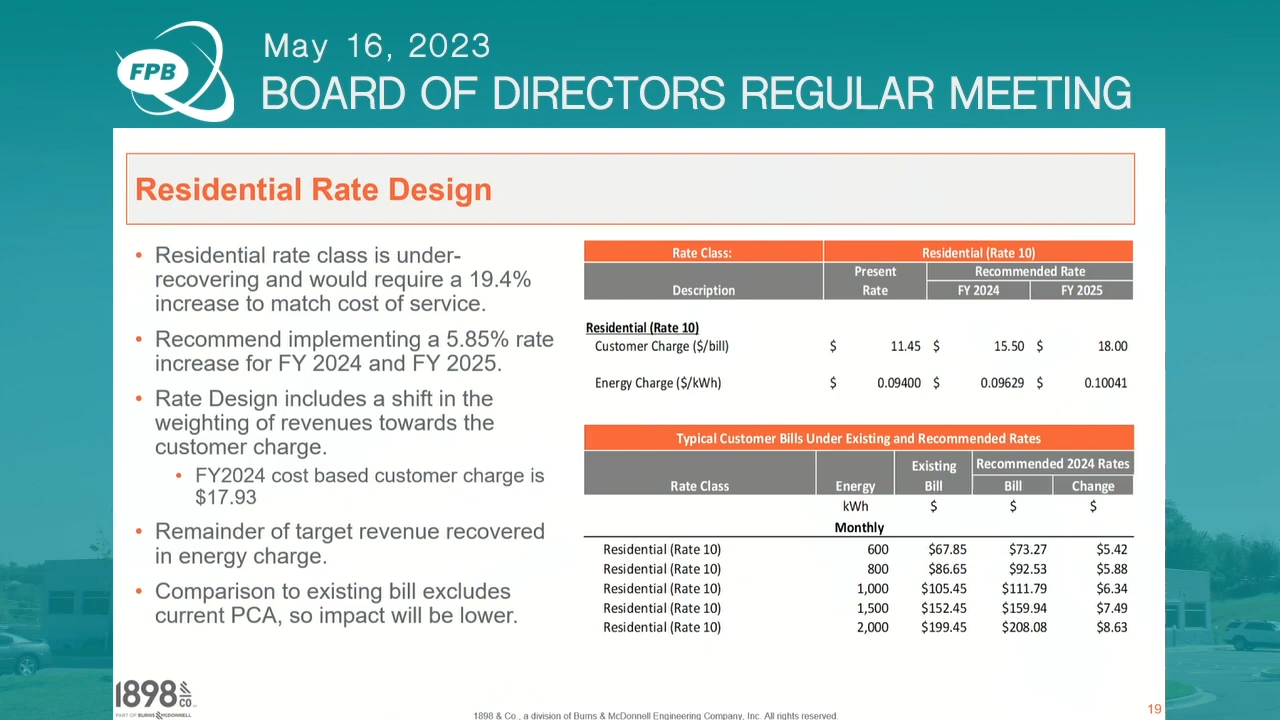 FPB
May 16, 2023
BOARD OF DIRECTORS REGULAR MEETING
Residential Rate Design
• Residential rate class is under-
recovering and would require a 19.4%
increase to match cost of service.
• Recommend implementing a 5.85% rate
increase for FY 2024 and FY 2025.
• Rate Design includes a shift in the
weighting of revenues towards the
customer charge.
• FY2024 cost based customer charge is
$17.93
• Remainder of target revenue recovered
in energy charge.
• Comparison to existing bill excludes
current PCA, so impact will be lower.
Rate Class: Residential (Rate 10)
Present Recommended Rate
Description Rate FY 2024 FY 2025
Residential (Rate 10)
Customer Charge ($/bill) $ 11.45 $ 15.50 $ 18.00
Energy Charge ($/kWh) $ 0.09400 $ 0.09629 $ 0.10041
Typical Customer Bills Under Existing and Recommended Rates
Existing Recommended 2024 Rates
Rate Class Energy Bill Bill Change
kWh $ $ $
Monthly
Residential (Rate 10) 600 $67.85 $73.27 $5.42
Residential (Rate 10) 800 $86.65 $92.53 $5.88
Residential (Rate 10) 1,000 $105.45 $111.79 $6.34
Residential (Rate 10) 1,500 $152.45 $159.94 $7.49
Residential (Rate 10) 2,000 $199.45 $208.08 $8.63
1898 & CO
PART OF BURNS & MCDONNELL
1898 & Co., a division of Burns & McDonnell Engineering Company, Inc. All rights reserved.
19